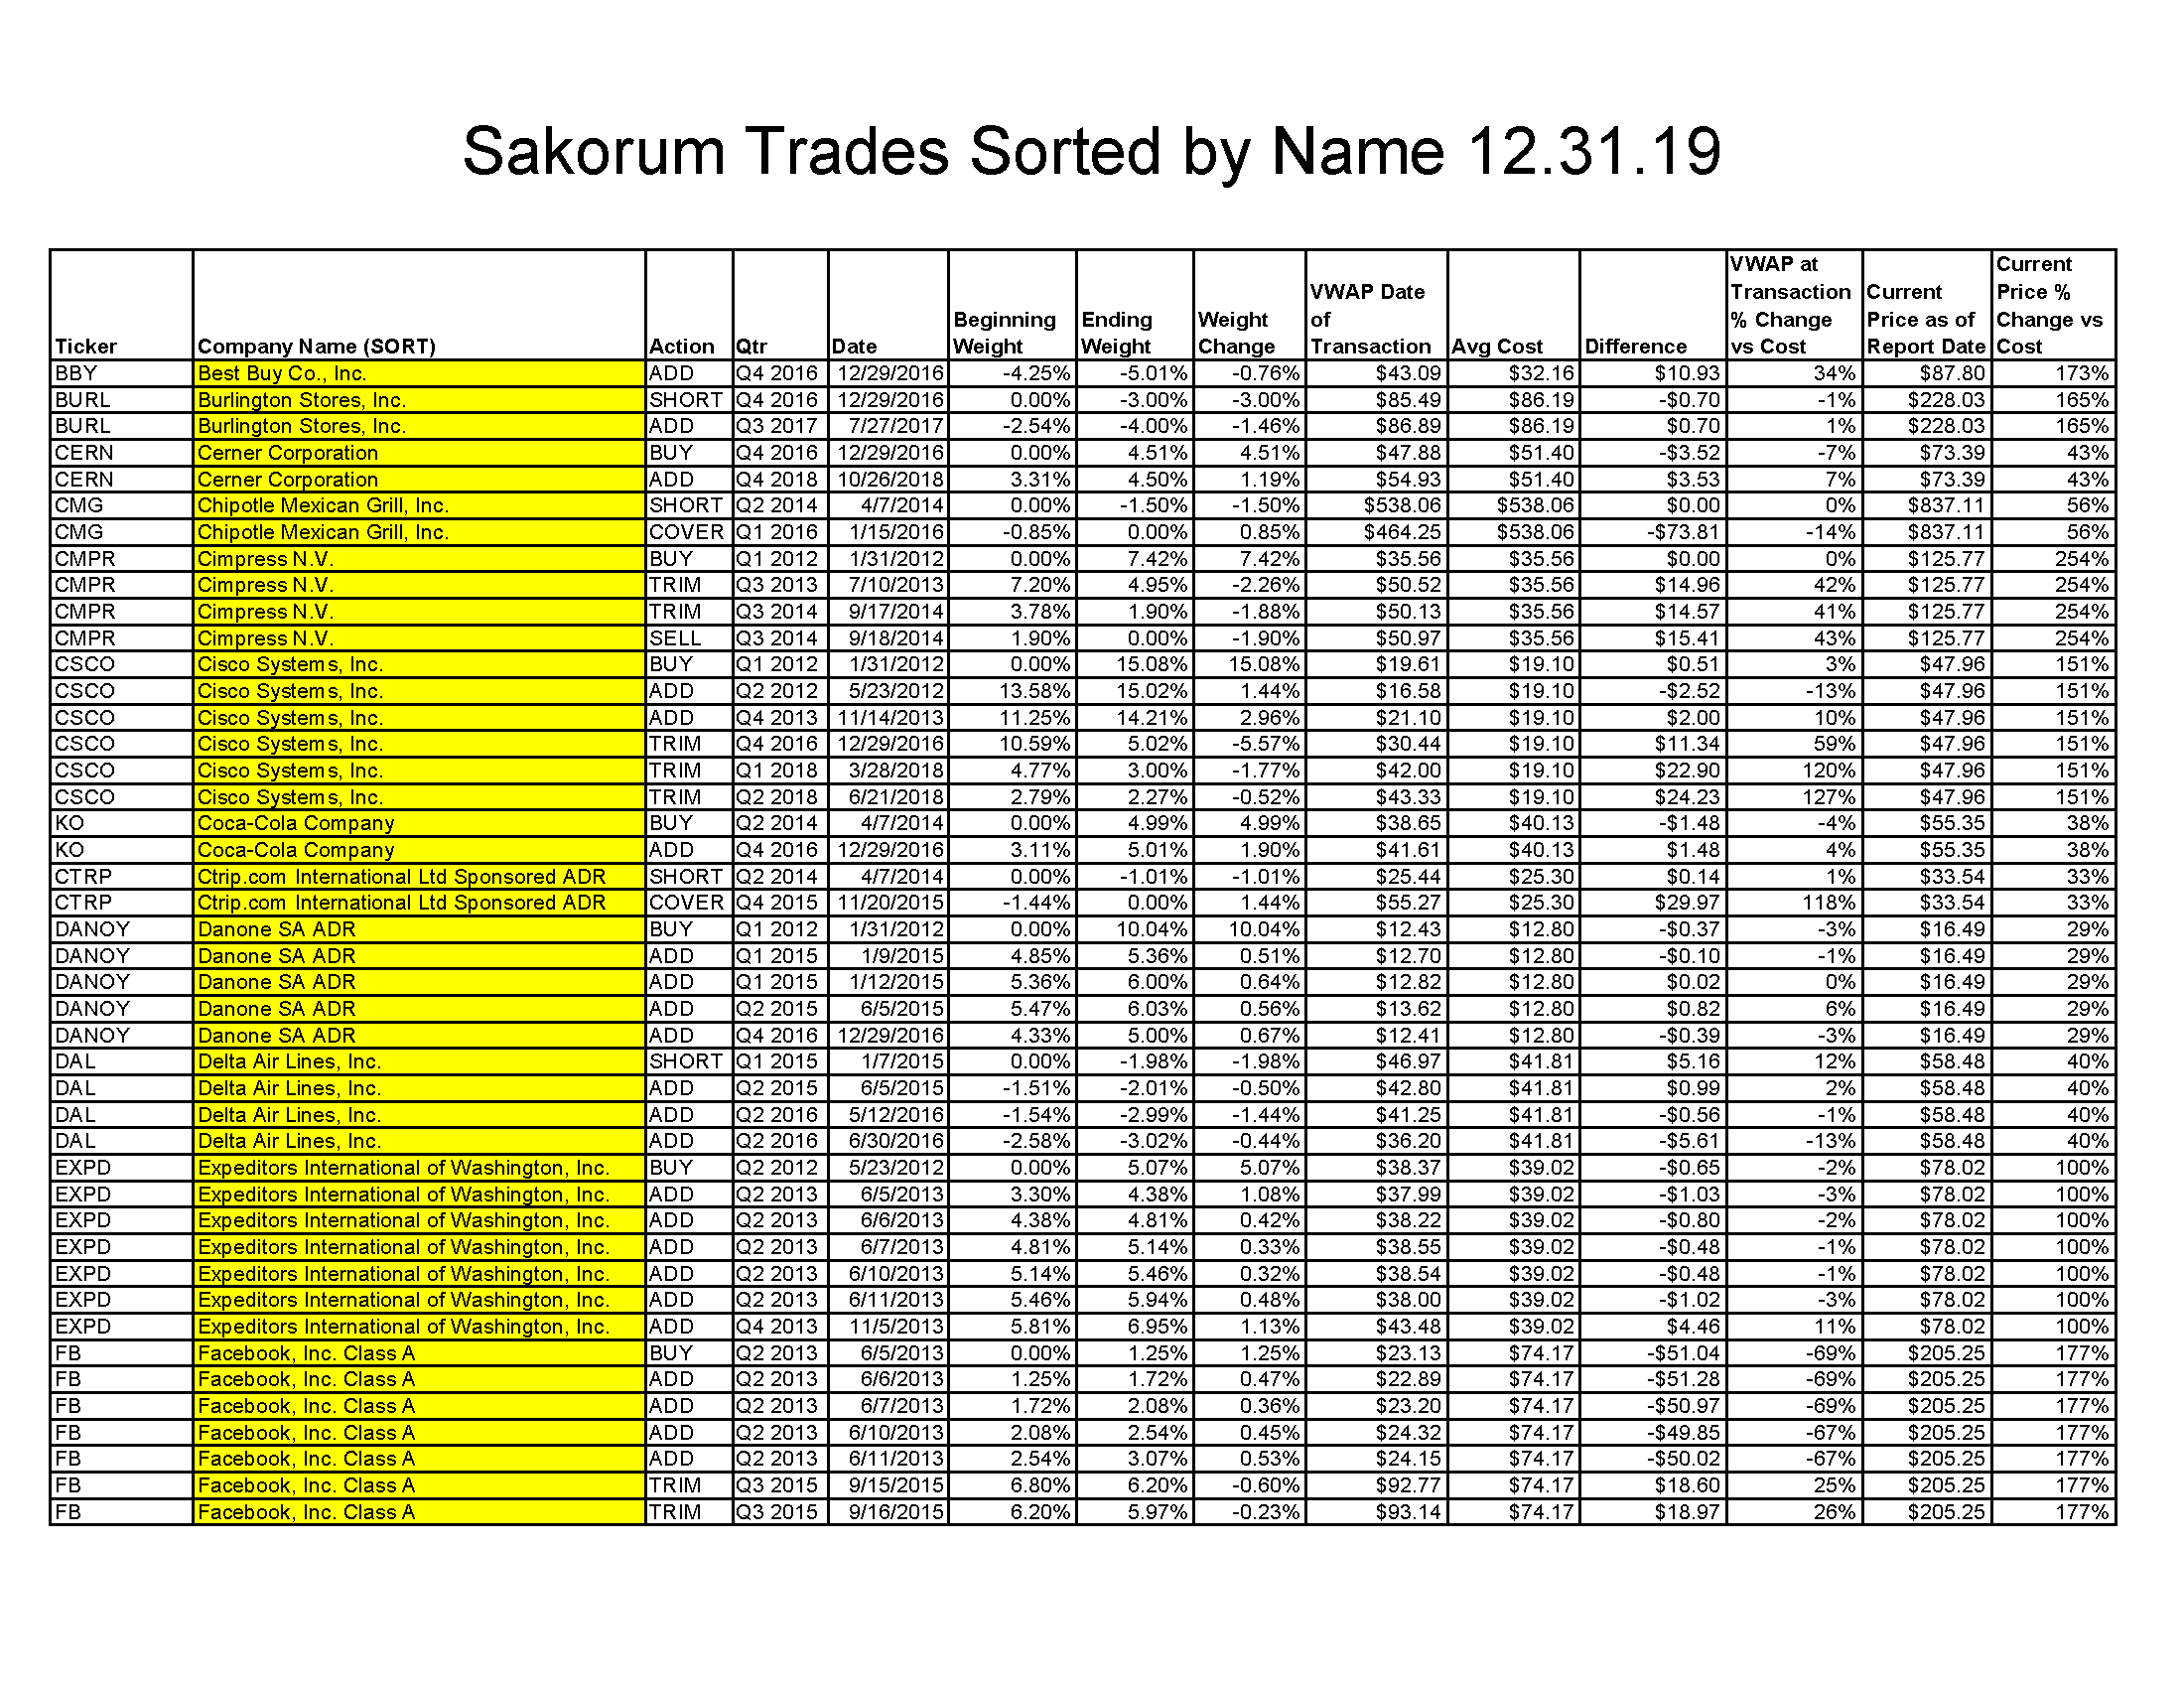 Sakorum Trades Sorted by Name 12.31.19
Ticker Company Name (SORT) Action Qtr Date Beginning Weight Ending Weight Weight Change VWAP Date of Transaction Avg Cost Difference VWAP at Transaction % Change vs Cost Current Price as of Report Date Current Price % Change vs Cost
BBY Best Buy Co., Inc. ADD Q4 2016 12/29/2016 -4.25% -5.01% -0.76% $43.09 $32.16 $10.93 34% $87.80 173%
BURL Burlington Stores, Inc. SHORT Q4 2016 12/29/2016 0.00% -3.00% -3.00% $85.49 $86.19 -$0.70 -1% $228.03 165%
BURL Burlington Stores, Inc. ADD Q3 2017 7/27/2017 -2.54% -4.00% -1.46% $86.89 $86.19 $0.70 1% $228.03 165%
CERN Cerner Corporation BUY Q4 2016 12/29/2016 0.00% 4.51% 4.51% $47.88 $51.40 -$3.52 -7% $73.39 43%
CERN Cerner Corporation ADD Q4 2018 10/26/2018 3.31% 4.50% 1.19% $54.93 $51.40 $3.53 7% $73.39 43%
CMG Chipotle Mexican Grill, Inc. SHORT Q2 2014 4/7/2014 0.00% -1.50% -1.50% $538.06 $538.06 $0.00 0% $837.11 56%
CMG Chipotle Mexican Grill, Inc. COVER Q1 2016 1/15/2016 -0.85% 0.00% 0.85% $464.25 $538.06 -$73.81 -14% $837.11 56%
CMPR Cimpress N.V. BUY Q1 2012 1/31/2012 0.00% 7.42% 7.42% $35.56 $35.56 $0.00 0% $125.77 254%
CMPR Cimpress N.V. TRIM Q3 2013 7/10/2013 7.20% 4.95% -2.26% $50.52 $35.56 $14.96 42% $125.77 254%
CMPR Cimpress N.V. TRIM Q3 2014 9/17/2014 3.78% 1.90% -1.88% $50.13 $35.56 $14.57 41% $125.77 254%
CMPR Cimpress N.V. SELL Q3 2014 9/18/2014 1.90% 0.00% -1.90% $50.97 $35.56 $15.41 43% $125.77 254%
CSCO Cisco Systems, Inc. BUY Q1 2012 1/31/2012 0.00% 15.08% 15.08% $19.61 $19.10 $0.51 3% $47.96 151%
CSCO Cisco Systems, Inc. ADD Q2 2012 5/23/2012 13.58% 15.02% 1.44% $16.58 $19.10 -$2.52 -13% $47.96 151%
CSCO Cisco Systems, Inc. ADD Q4 2013 11/14/2013 11.25% 14.21% 2.96% $21.10 $19.10 $2.00 10% $47.96 151%
CSCO Cisco Systems, Inc. TRIM Q4 2016 12/29/2016 10.59% 5.02% -5.57% $30.44 $19.10 $11.34 59% $47.96 151%
CSCO Cisco Systems, Inc. TRIM Q1 2018 3/28/2018 4.77% 3.00% -1.77% $42.00 $19.10 $22.90 120% $47.96 151%
CSCO Cisco Systems, Inc. TRIM Q2 2018 6/21/2018 2.79% 2.27% -0.52% $43.33 $19.10 $24.23 127% $47.96 151%
KO Coca-Cola Company BUY Q2 2014 4/7/2014 0.00% 4.99% 4.99% $38.65 $40.13 -$1.48 -4% $55.35 38%
KO Coca-Cola Company ADD Q4 2016 12/29/2016 3.11% 5.01% 1.90% $41.61 $40.13 $1.48 4% $55.35 38%
CTRP Ctrip.com International Ltd Sponsored ADR SHORT Q2 2014 4/7/2014 0.00% -1.01% -1.01% $25.44 $25.30 $0.14 1% $33.54 33%
CTRP Ctrip.com International Ltd Sponsored ADR COVER Q4 2015 11/20/2015 -1.44% 0.00% 1.44% $55.27 $25.30 $29.97 118% $33.54 33%
DANOY Danone SA ADR BUY Q1 2012 1/31/2012 0.00% 10.04% 10.04% $12.43 $12.80 -$0.37 -3% $16.49 29%
DANOY Danone SA ADR ADD Q1 2015 1/9/2015 4.85% 5.36% 0.51% $12.70 $12.80 -$0.10 -1% $16.49 29%
DANOY Danone SA ADR ADD Q1 2015 1/12/2015 5.36% 6.00% 0.64% $12.82 $12.80 $0.02 0% $16.49 29%
DANOY Danone SA ADR ADD Q2 2015 6/5/2015 5.47% 6.03% 0.56% $13.62 $12.80 $0.82 6% $16.49 29%
DANOY Danone SA ADR ADD Q4 2016 12/29/2016 4.33% 5.00% 0.67% $12.41 $12.80 -$0.39 -3% $16.49 29%
DAL Delta Air Lines, Inc. SHORT Q1 2015 1/7/2015 0.00% -1.98% -1.98% $46.97 $41.81 $5.16 12% $58.48 40%
DAL Delta Air Lines, Inc. ADD Q2 2015 6/5/2015 -1.51% -2.01% -0.50% $42.80 $41.81 $0.99 2% $58.48 40%
DAL Delta Air Lines, Inc. ADD Q2 2016 5/12/2016 -1.54% -2.99% -1.44% $41.25 $41.81 -$0.56 -1% $58.48 40%
DAL Delta Air Lines, Inc. ADD Q2 2016 6/30/2016 -2.58% -3.02% -0.44% $36.20 $41.81 -$5.61 -13% $58.48 40%
EXPD Expeditors International of Washington, Inc. BUY Q2 2012 5/23/2012 0.00% 5.07% 5.07% $38.37 $39.02 -$0.65 -2% $78.02 100%
EXPD Expeditors International of Washington, Inc. ADD Q2 2013 6/5/2013 3.30% 4.38% 1.08% $37.99 $39.02 -$1.03 -3% $78.02 100%
EXPD Expeditors International of Washington, Inc. ADD Q2 2013 6/6/2013 4.38% 4.81% 0.42% $38.22 $39.02 -$0.80 -2% $78.02 100%
EXPD Expeditors International of Washington, Inc. ADD Q2 2013 6/7/2013 4.81% 5.14% 0.33% $38.55 $39.02 -$0.48 -1% $78.02 100%
EXPD Expeditors International of Washington, Inc. ADD Q2 2013 6/10/2013 5.14% 5.46% 0.32% $38.54 $39.02 -$0.48 -1% $78.02 100%
EXPD Expeditors International of Washington, Inc. ADD Q2 2013 6/11/2013 5.46% 5.94% 0.48% $38.00 $39.02 -$1.02 -3% $78.02 100%
EXPD Expeditors International of Washington, Inc. ADD Q4 2013 11/5/2013 5.81% 6.95% 1.13% $43.48 $39.02 $4.46 11% $78.02 100%
FB Facebook, Inc. Class A BUY Q2 2013 6/5/2013 0.00% 1.25% 1.25% $23.13 $74.17 -$51.04 -69% $205.25 177%
FB Facebook, Inc. Class A ADD Q2 2013 6/6/2013 1.25% 1.72% 0.47% $22.89 $74.17 -$51.28 -69% $205.25 177%
FB Facebook, Inc. Class A ADD Q2 2013 6/7/2013 1.72% 2.08% 0.36% $23.20 $74.17 -$50.97 -69% $205.25 177%
FB Facebook, Inc. Class A ADD Q2 2013 6/10/2013 2.08% 2.54% 0.45% $24.32 $74.17 -$49.85 -67% $205.25 177%
FB Facebook, Inc. Class A ADD Q2 2013 6/11/2013 2.54% 3.07% 0.53% $24.15 $74.17 -$50.02 -67% $205.25 177%
FB Facebook, Inc. Class A TRIM Q3 2015 9/15/2015 6.80% 6.20% -0.60% $92.77 $74.17 $18.60 25% $205.25 177%
FB Facebook, Inc. Class A TRIM Q3 2015 9/16/2015 6.20% 5.97% -0.23% $93.14 $74.17 $18.97 26% $205.25 177%